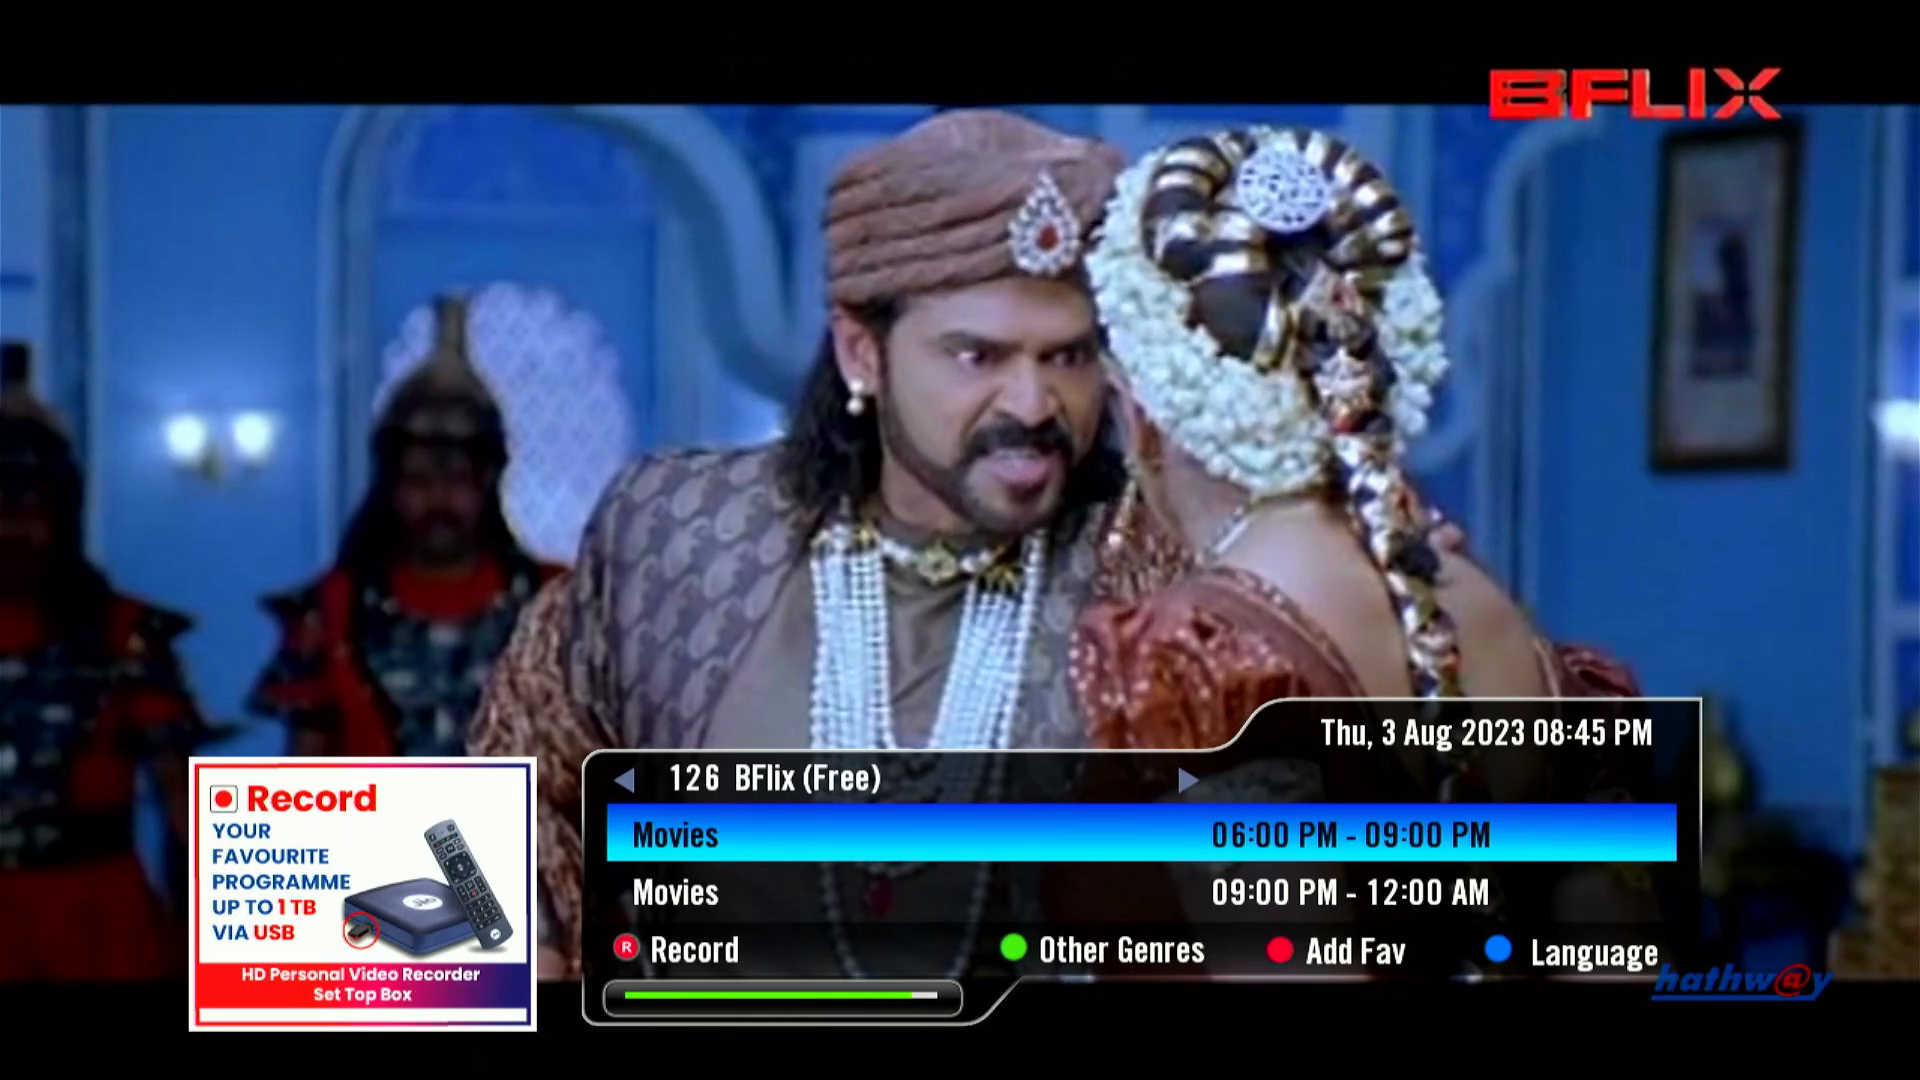 BFLIX
Thu, 3 Aug 2023 08:45 PM
126 BFlix (Free)
Movies 06:00 PM - 09:00 PM
Movies 09:00 PM - 12:00 AM
R Record Other Genres Add Fav Language
hathw@y
Record
YOUR
FAVOURITE
PROGRAMME
UP TO 1 TB
VIA USB
HD Personal Video Recorder
Set Top Box